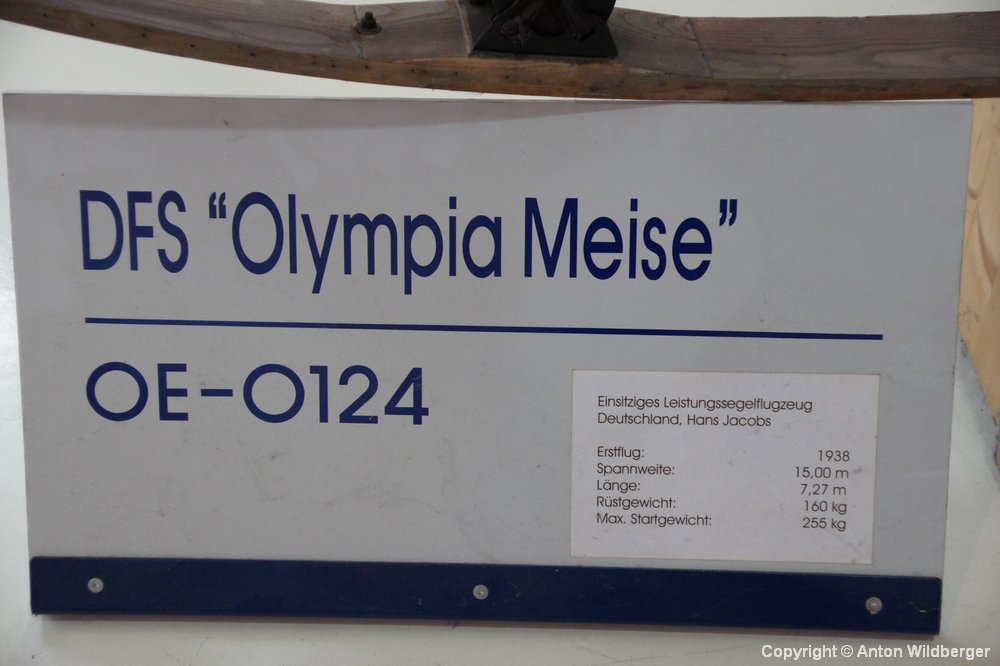 DFS “Olympia Meise”
OE-O124
Einsitziges Leistungssegelflugzeug
Deutschland, Hans Jacobs
Erstflug: 1938
Spannweite: 15,00 m
Länge: 7,27 m
Rüstgewicht: 160 kg
Max. Startgewicht: 255 kg
Copyright © Anton Wildberger